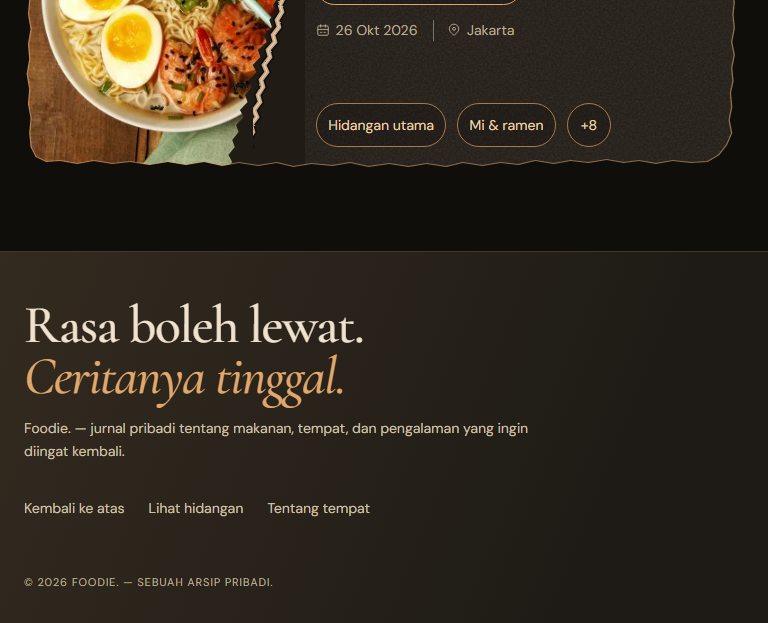 26 Okt 2026
Jakarta
Hidangan utama
Mi & ramen
+8
Rasa boleh lewat.
Ceritanya tinggal.
Foodie. — jurnal pribadi tentang makanan, tempat, dan pengalaman yang ingin
diingat kembali.
Kembali ke atas
Lihat hidangan
Tentang tempat
© 2026 FOODIE. — SEBUAH ARSIP PRIBADI.